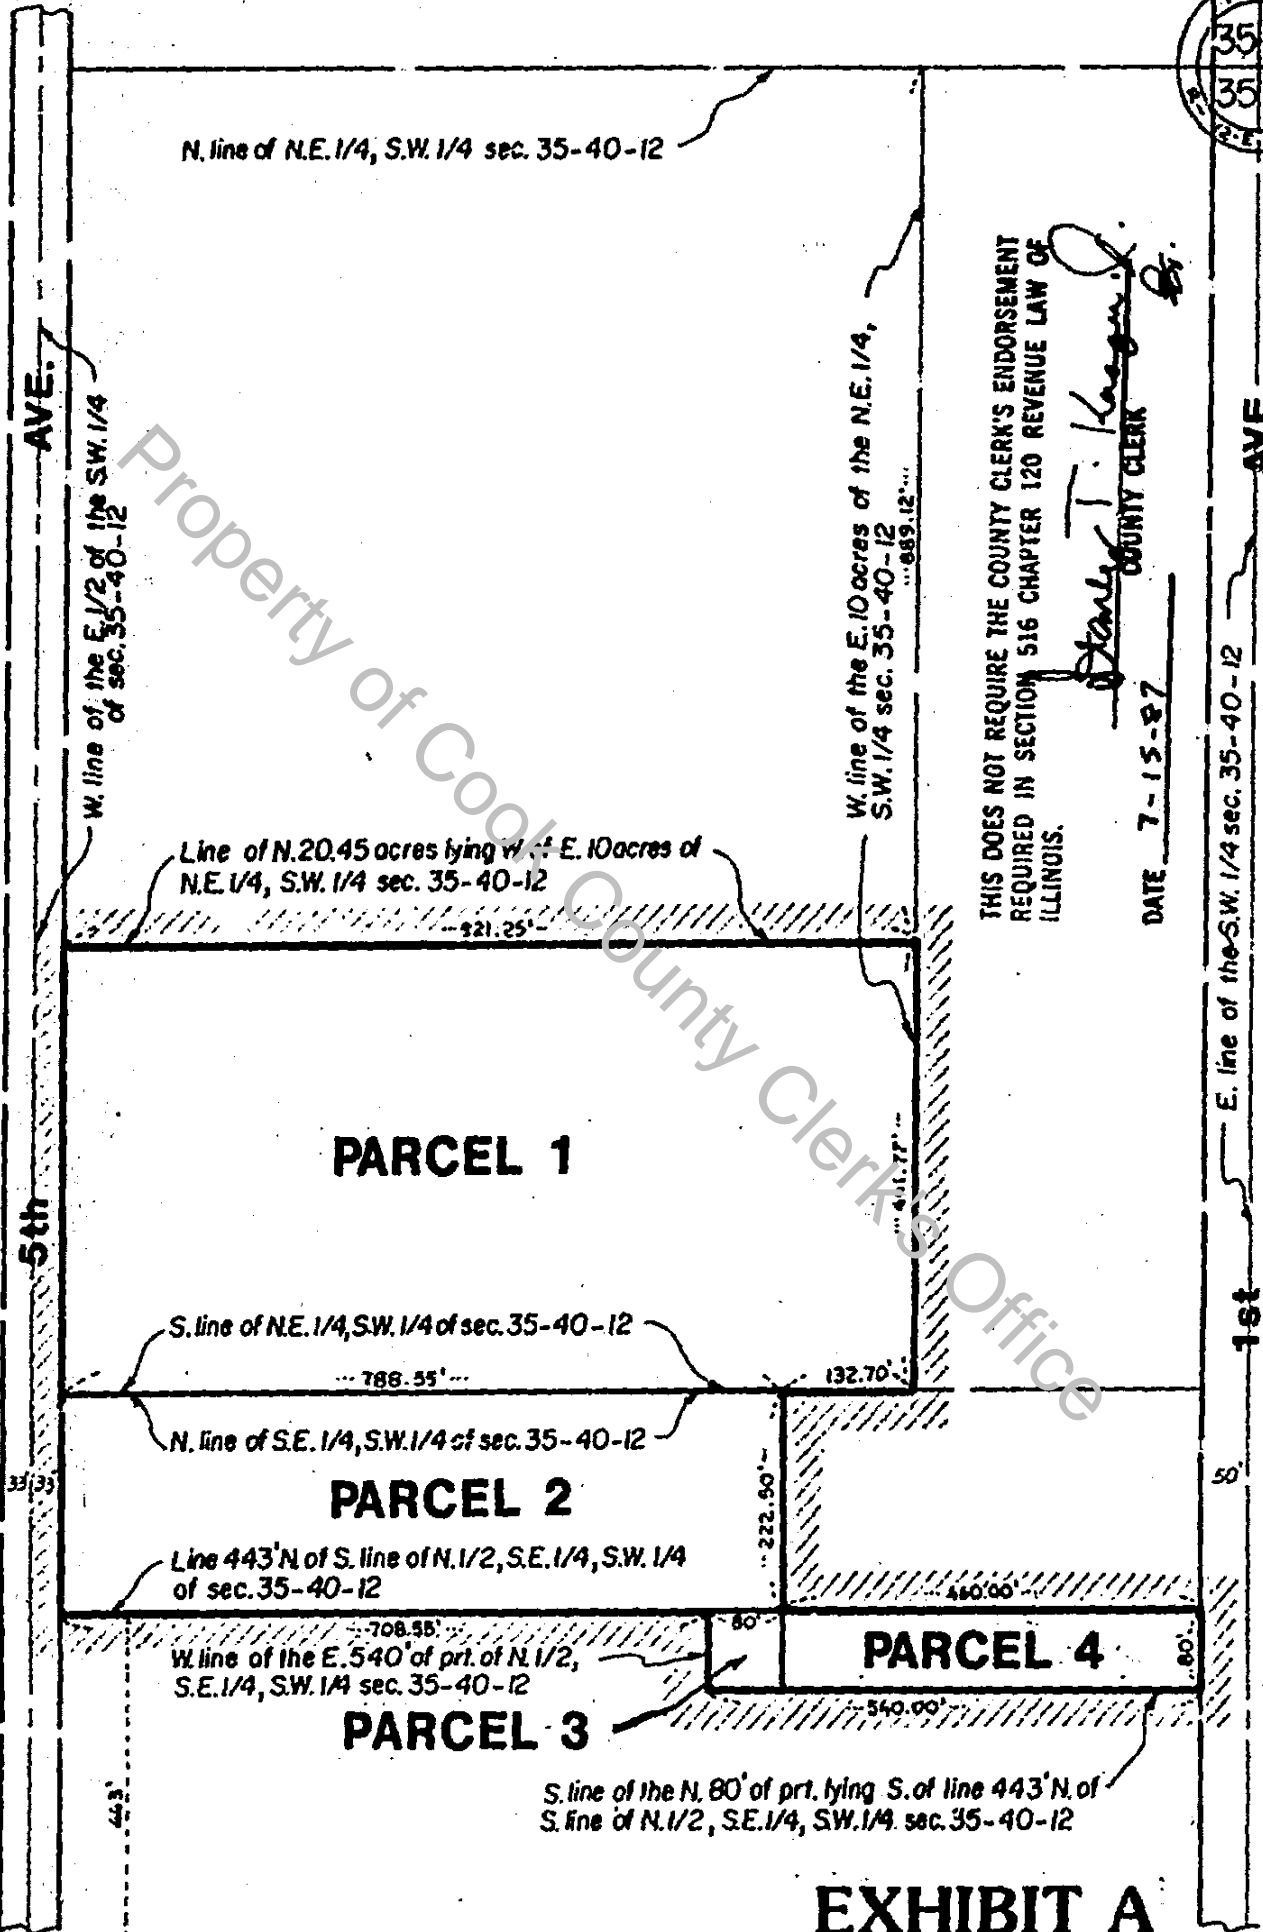 35
35
N. line of N.E. 1/4, S.W. 1/4 sec. 35-40-12
AVE.
W. line of the E. 1/2 of the S.W. 1/4
of sec. 35-40-12
W. line of the E. 10 acres of the N.E. 1/4,
S.W. 1/4 sec. 35-40-12
889.12'
THIS DOES NOT REQUIRE THE COUNTY CLERK'S ENDORSEMENT
REQUIRED IN SECTION 516 CHAPTER 120 REVENUE LAW OF
ILLINOIS.
COUNTY CLERK
DATE 7-15-87
AVE
E. line of the S.W. 1/4 sec. 35-40-12
Property of Cook County Clerk's Office
Line of N. 20.45 acres lying W. of E. 10 acres of
N.E. 1/4, S.W. 1/4 sec. 35-40-12
921.25'
PARCEL 1
5th
1st
S. line of N.E. 1/4, S.W. 1/4 of sec. 35-40-12
788.55'
132.70'
N. line of S.E. 1/4, S.W. 1/4 of sec. 35-40-12
33' 33'
50'
PARCEL 2
222.50'
Line 443' N. of S. line of N. 1/2, S.E. 1/4, S.W. 1/4
of sec. 35-40-12
460.00'
708.55'
80'
W. line of the E. 540' of prt. of N. 1/2,
S.E. 1/4, S.W. 1/4 sec. 35-40-12
PARCEL 4
80'
540.00'
PARCEL 3
443'
S. line of the N. 80' of prt. lying S. of line 443' N. of
S. line of N. 1/2, S.E. 1/4, S.W. 1/4 sec. 35-40-12
EXHIBIT A